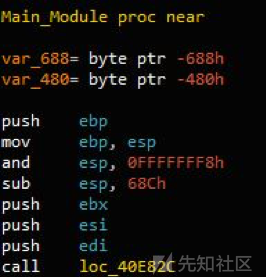 Main_Module proc near
var_688= byte ptr -688h
var_480= byte ptr -480h
push ebp
mov ebp, esp
and esp, 0FFFFFFF8h
sub esp, 68Ch
push ebx
push esi
push edi
call loc_40E82C
先知社区